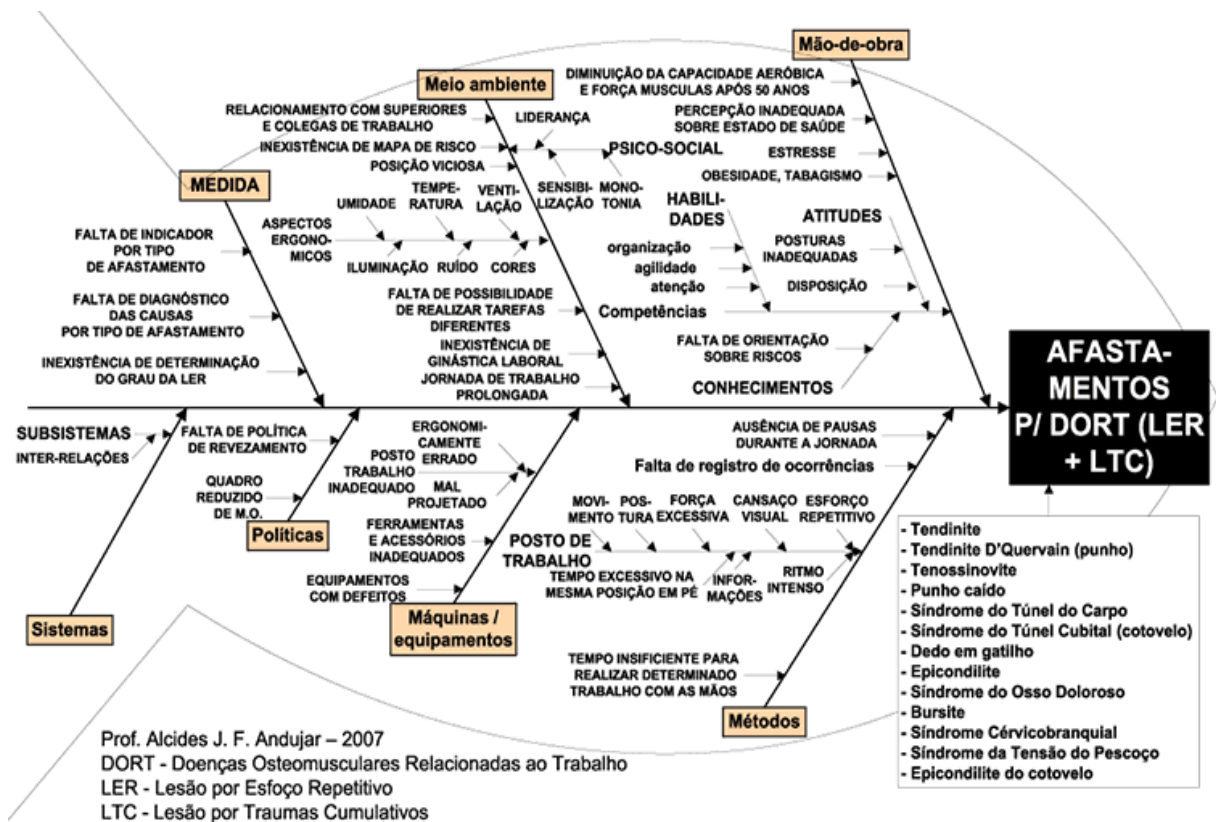 Mão-de-obra
DIMINUIÇÃO DA CAPACIDADE AERÓBICA
E FORÇA MUSCULAS APÓS 50 ANOS
PERCEPÇÃO INADEQUADA
SOBRE ESTADO DE SAÚDE
ESTRESSE
OBESIDADE, TABAGISMO
HABILI-
DADES
organização
agilidade
atenção
Competências
ATITUDES
POSTURAS
INADEQUADAS
DISPOSIÇÃO
FALTA DE ORIENTAÇÃO
SOBRE RISCOS
CONHECIMENTOS
Meio ambiente
RELACIONAMENTO COM SUPERIORES
E COLEGAS DE TRABALHO
INEXISTÊNCIA DE MAPA DE RISCO
POSIÇÃO VICIOSA
LIDERANÇA
PSICO-SOCIAL
SENSIBI-
LIZAÇÃO
MONO-
TONIA
ASPECTOS
ERGONO-
MICOS
UMIDADE
TEMPE-
RATURA
VENTI-
LAÇÃO
ILUMINAÇÃO
RUÍDO
CORES
FALTA DE POSSIBILIDADE
DE REALIZAR TAREFAS
DIFERENTES
INEXISTÊNCIA DE
GINÁSTICA LABORAL
JORNADA DE TRABALHO
PROLONGADA
MEDIDA
FALTA DE INDICADOR
POR TIPO
DE AFASTAMENTO
FALTA DE DIAGNÓSTICO
DAS CAUSAS
POR TIPO DE AFASTAMENTO
INEXISTÊNCIA DE DETERMINAÇÃO
DO GRAU DA LER
AFASTA-
MENTOS
P/ DORT (LER
+ LTC)
SUBSISTEMAS
INTER-RELAÇÕES
Sistemas
FALTA DE POLÍTICA
DE REVEZAMENTO
QUADRO
REDUZIDO
DE M.O.
Políticas
ERGONOMI-
CAMENTE
ERRADO
POSTO
TRABALHO
INADEQUADO
MAL
PROJETADO
FERRAMENTAS
E ACESSÓRIOS
INADEQUADOS
EQUIPAMENTOS
COM DEFEITOS
Máquinas /
equipamentos
AUSÊNCIA DE PAUSAS
DURANTE A JORNADA
Falta de registro de ocorrências
MOVI-
MENTO
POS-
TURA
FORÇA
EXCESSIVA
CANSAÇO
VISUAL
ESFORÇO
REPETITIVO
POSTO DE
TRABALHO
TEMPO EXCESSIVO NA
MESMA POSIÇÃO EM PÉ
INFOR-
MAÇÕES
RITMO
INTENSO
TEMPO INSIFICIENTE PARA
REALIZAR DETERMINADO
TRABALHO COM AS MÃOS
Métodos
- Tendinite
- Tendinite D'Quervain (punho)
- Tenossinovite
- Punho caído
- Síndrome do Túnel do Carpo
- Síndrome do Túnel Cubital (cotovelo)
- Dedo em gatilho
- Epicondilite
- Síndrome do Osso Doloroso
- Bursite
- Síndrome Cérvicobranquial
- Síndrome da Tensão do Pescoço
- Epicondilite do cotovelo
Prof. Alcides J. F. Andujar – 2007
DORT - Doenças Osteomusculares Relacionadas ao Trabalho
LER - Lesão por Esfoço Repetitivo
LTC - Lesão por Traumas Cumulativos